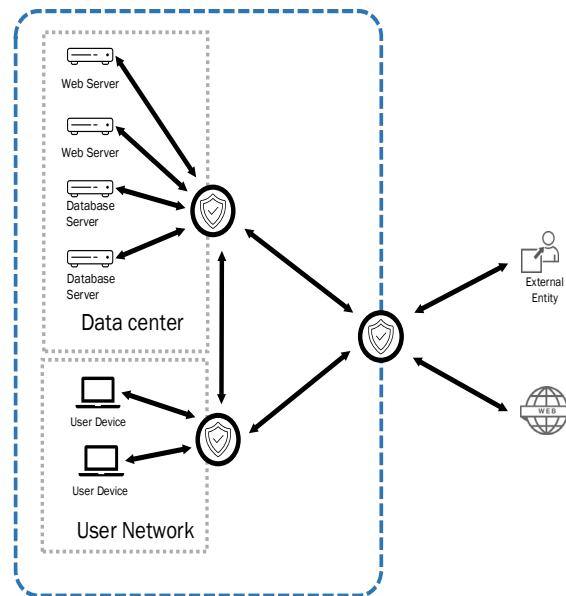 Web Server
Web Server
Database
Server
Database
Server
Data center
User Device
User Device
User Network
External
Entity
WEB